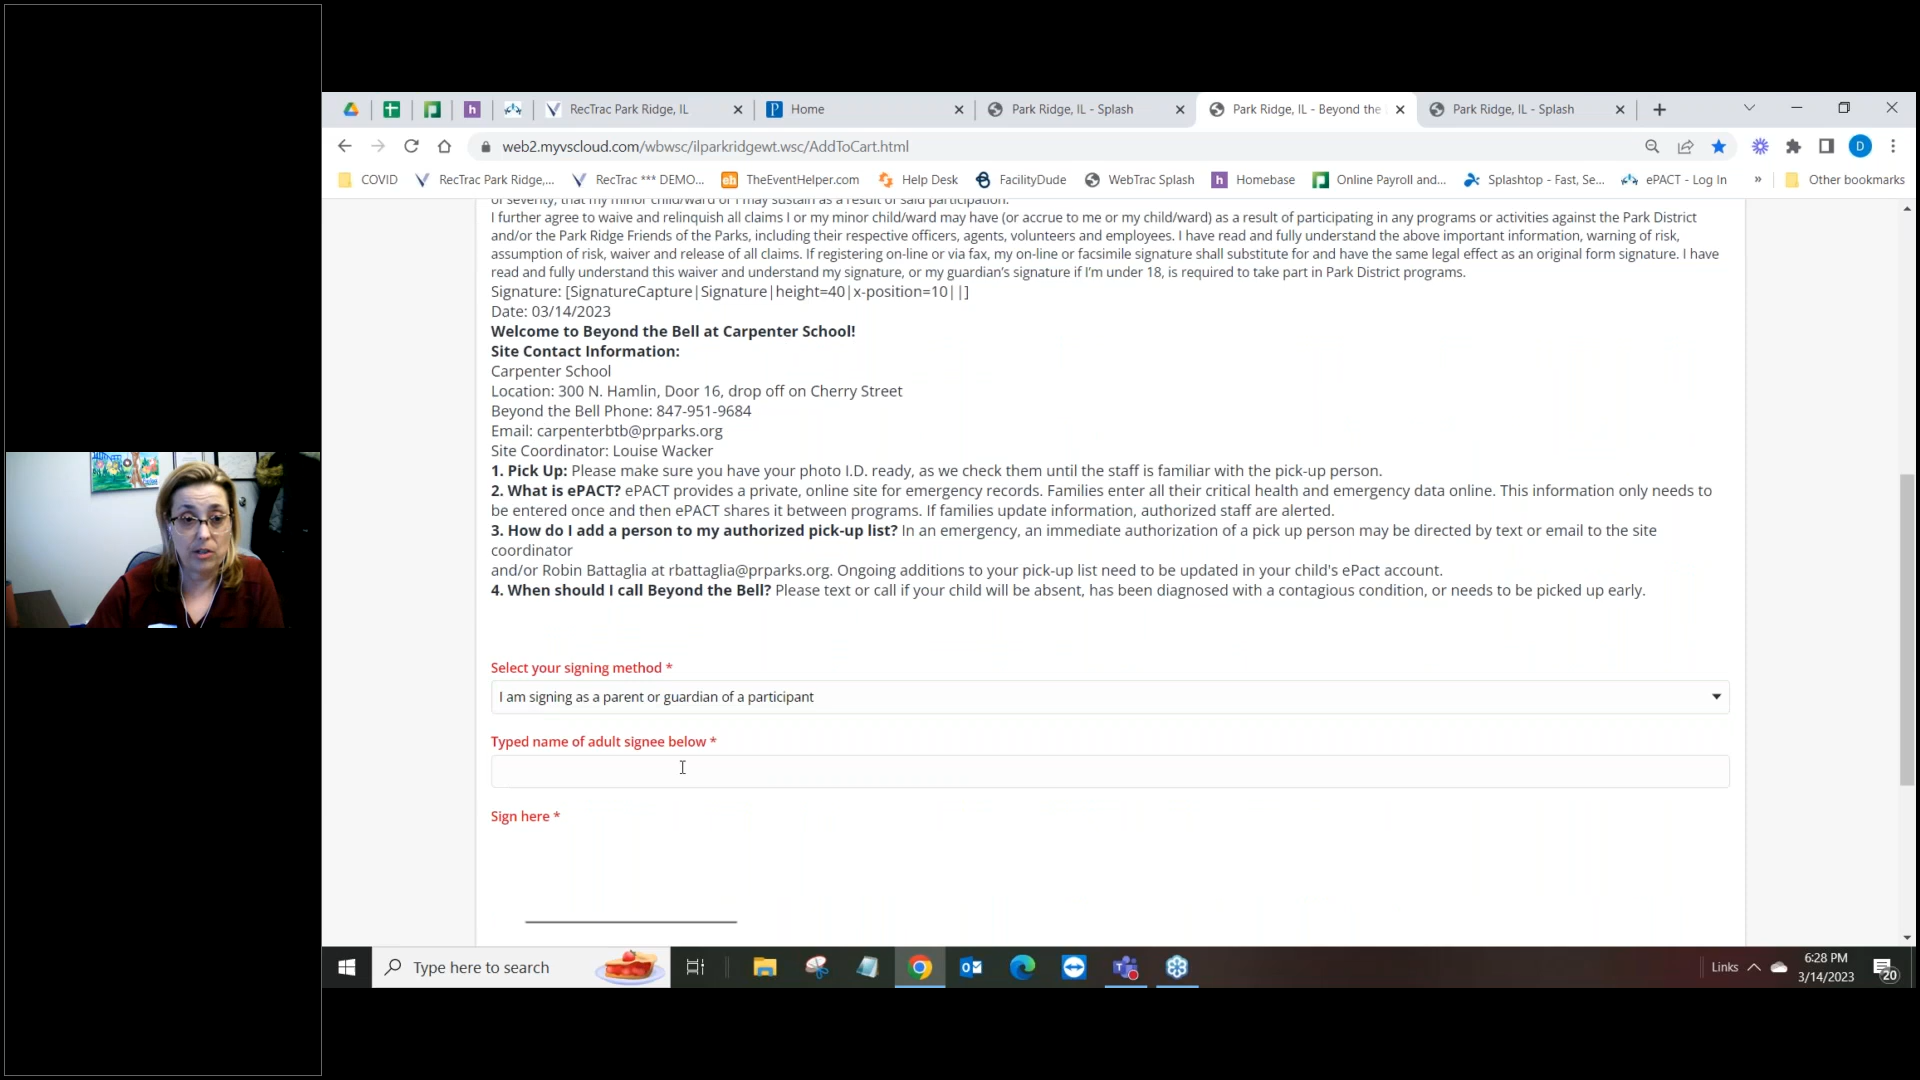 RecTrac Park Ridge, IL
Home
Park Ridge, IL - Splash
Park Ridge, IL - Beyond the
Park Ridge, IL - Splash
web2.myvscloud.com/wbwsc/ilparkridgewt.wsc/AddToCart.html
D
COVID
RecTrac Park Ridge,...
RecTrac *** DEMO...
TheEventHelper.com
Help Desk
FacilityDude
WebTrac Splash
Homebase
Online Payroll and...
Splashtop - Fast, Se...
ePACT - Log In
»
Other bookmarks
of severity, that my minor child/ward or I may sustain as a result of said participation.
I further agree to waive and relinquish all claims I or my minor child/ward may have (or accrue to me or my child/ward) as a result of participating in any programs or activities against the Park District
and/or the Park Ridge Friends of the Parks, including their respective officers, agents, volunteers and employees. I have read and fully understand the above important information, warning of risk,
assumption of risk, waiver and release of all claims. If registering on-line or via fax, my on-line or facsimile signature shall substitute for and have the same legal effect as an original form signature. I have
read and fully understand this waiver and understand my signature, or my guardian's signature if I'm under 18, is required to take part in Park District programs.
Signature: [SignatureCapture|Signature|height=40|x-position=10||]
Date: 03/14/2023
Welcome to Beyond the Bell at Carpenter School!
Site Contact Information:
Carpenter School
Location: 300 N. Hamlin, Door 16, drop off on Cherry Street
Beyond the Bell Phone: 847-951-9684
Email: carpenterbtb@prparks.org
Site Coordinator: Louise Wacker
1. Pick Up: Please make sure you have your photo I.D. ready, as we check them until the staff is familiar with the pick-up person.
2. What is ePACT? ePACT provides a private, online site for emergency records. Families enter all their critical health and emergency data online. This information only needs to
be entered once and then ePACT shares it between programs. If families update information, authorized staff are alerted.
3. How do I add a person to my authorized pick-up list? In an emergency, an immediate authorization of a pick up person may be directed by text or email to the site
coordinator
and/or Robin Battaglia at rbattaglia@prparks.org. Ongoing additions to your pick-up list need to be updated in your child's ePact account.
4. When should I call Beyond the Bell? Please text or call if your child will be absent, has been diagnosed with a contagious condition, or needs to be picked up early.
Select your signing method *
I am signing as a parent or guardian of a participant
Typed name of adult signee below *
Sign here *
Type here to search
Links
6:28 PM
3/14/2023
20